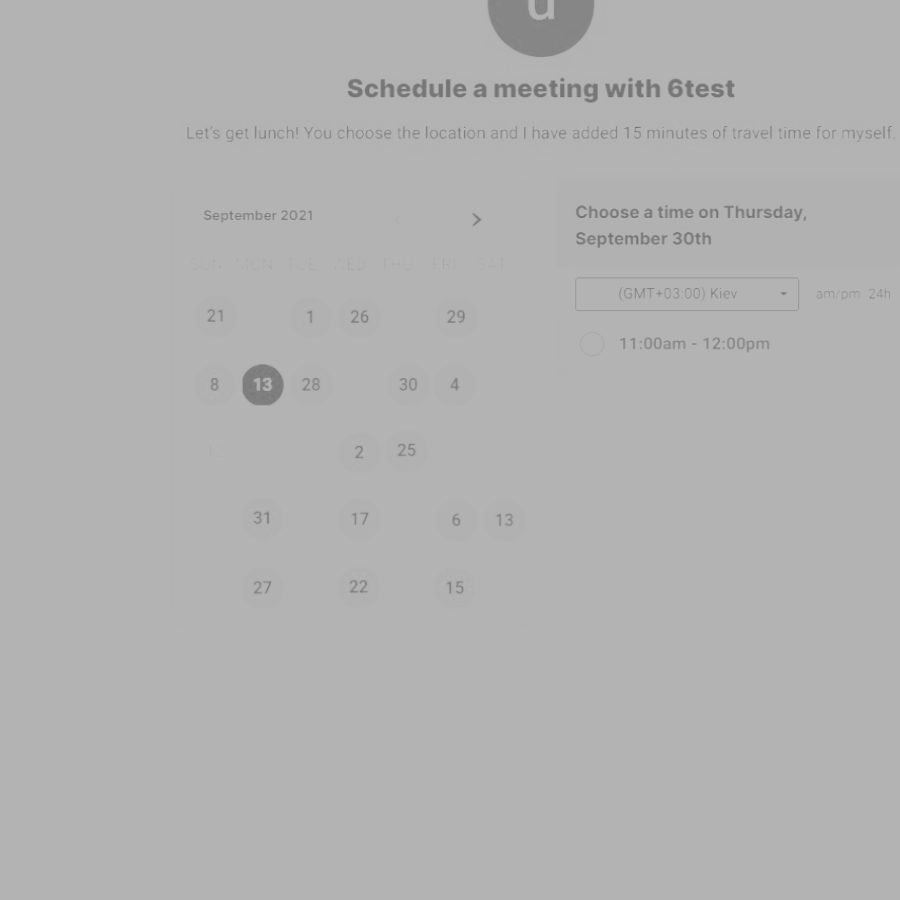 u
Schedule a meeting with 6test
Let's get lunch! You choose the location and I have added 15 minutes of travel time for myself.
September 2021
SUN MON TUE WED THU FRI SAT
21 1 26 29
8 13 28 30 4
2 25
31 17 6 13
27 22 15
Choose a time on Thursday,
September 30th
(GMT+03:00) Kiev am/pm 24h
11:00am - 12:00pm